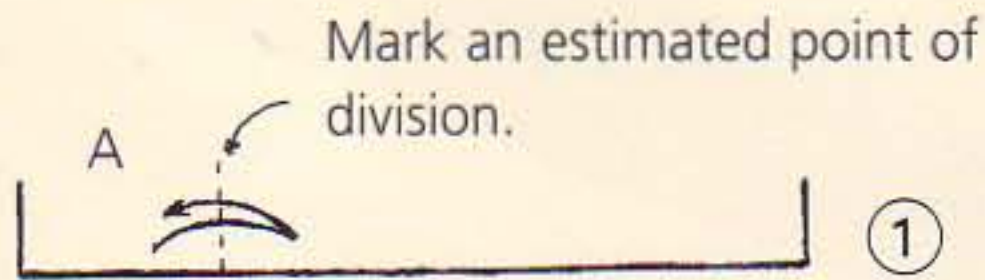 Mark an estimated point of
division.
A
1